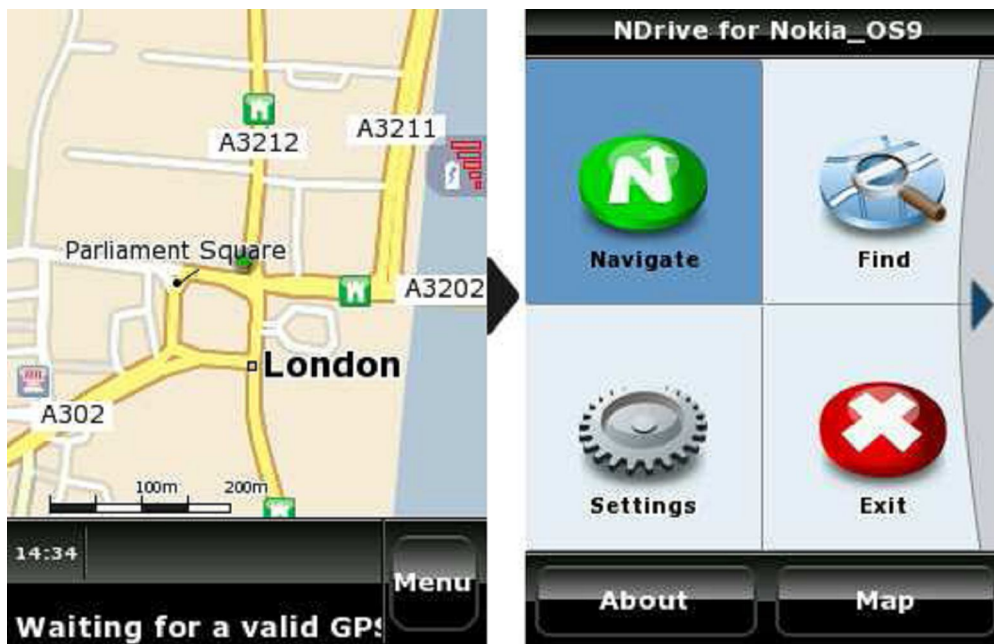 A3212
A3211
Parliament Square
A3202
London
A302
100m
200m
14:34
Menu
Waiting for a valid GPS
NDrive for Nokia_OS9
Navigate
Find
Settings
Exit
About
Map